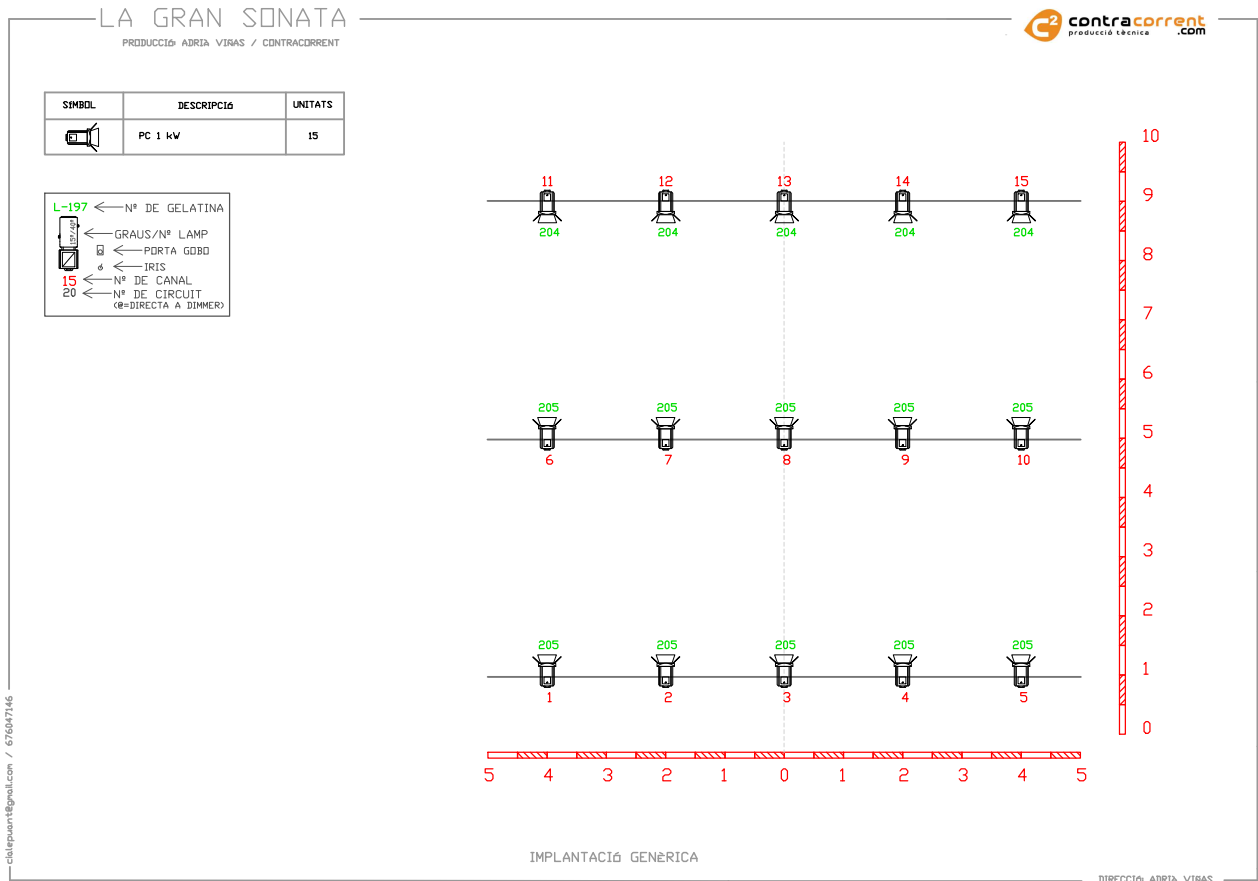 LA GRAN SONATA
PRODUCCIÓ: ADRIÀ VIÑAS / CONTRACORRENT
C2 contracorrent
producció tècnica .com
SÍMBOL DESCRIPCIÓ UNITATS
PC 1 kW 15
L-197 Nº DE GELATINA
15º/40º GRAUS/Nº LAMP
PORTA GOBO
IRIS
15 Nº DE CANAL
20 Nº DE CIRCUIT
(@=DIRECTA A DIMMER)
11 12 13 14 15
204 204 204 204 204
205 205 205 205 205
6 7 8 9 10
205 205 205 205 205
1 2 3 4 5
10
9
8
7
6
5
4
3
2
1
0
5 4 3 2 1 0 1 2 3 4 5
cialepuant@gmail.com / 676047146
IMPLANTACIÓ GENÈRICA
DIRECCIÓ: ADRIÀ VIÑAS